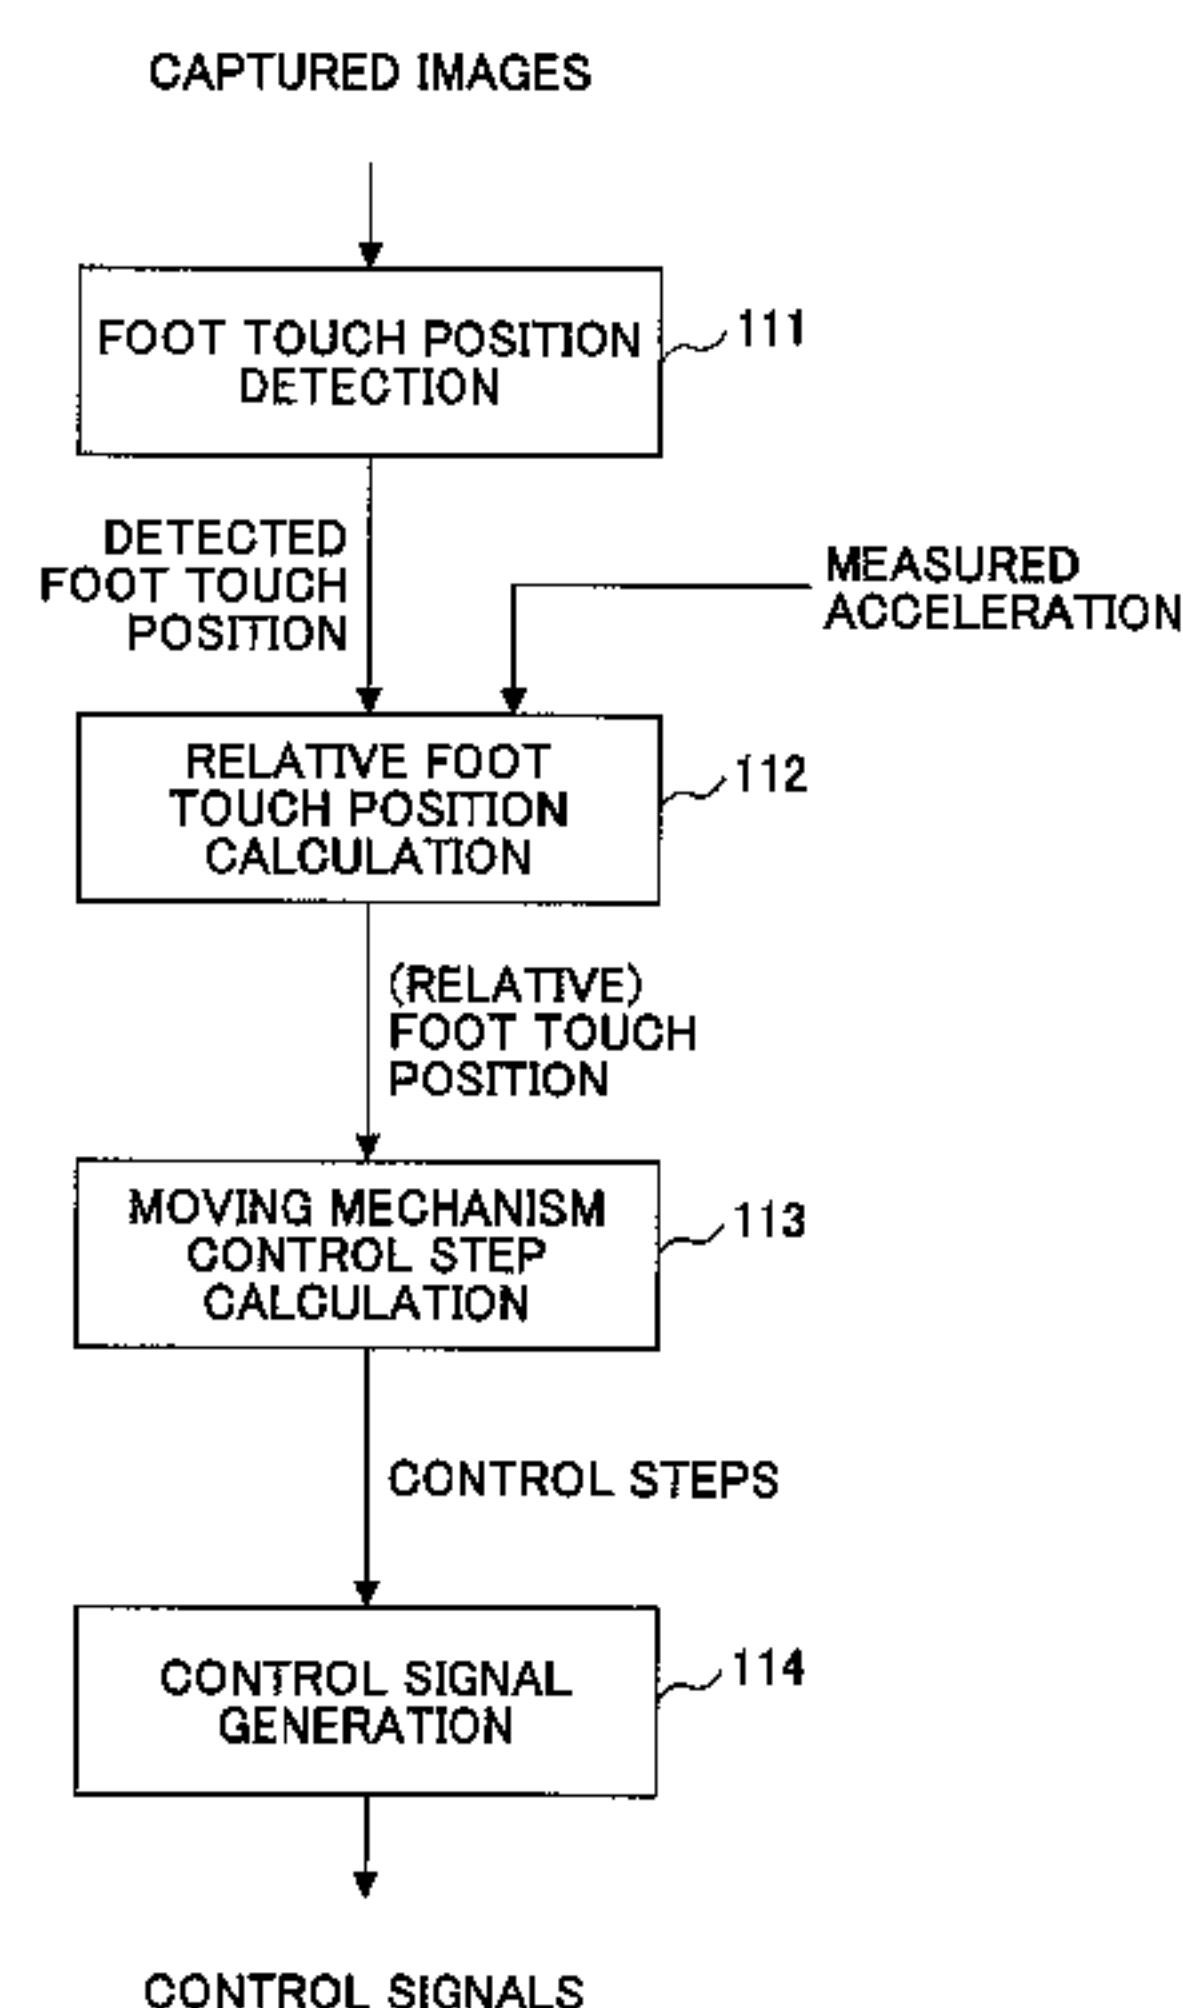 CAPTURED IMAGES
FOOT TOUCH POSITION
DETECTION
111
DETECTED
FOOT TOUCH
POSITION
MEASURED
ACCELERATION
RELATIVE FOOT
TOUCH POSITION
CALCULATION
112
(RELATIVE)
FOOT TOUCH
POSITION
MOVING MECHANISM
CONTROL STEP
CALCULATION
113
CONTROL STEPS
CONTROL SIGNAL
GENERATION
114
CONTROL SIGNALS